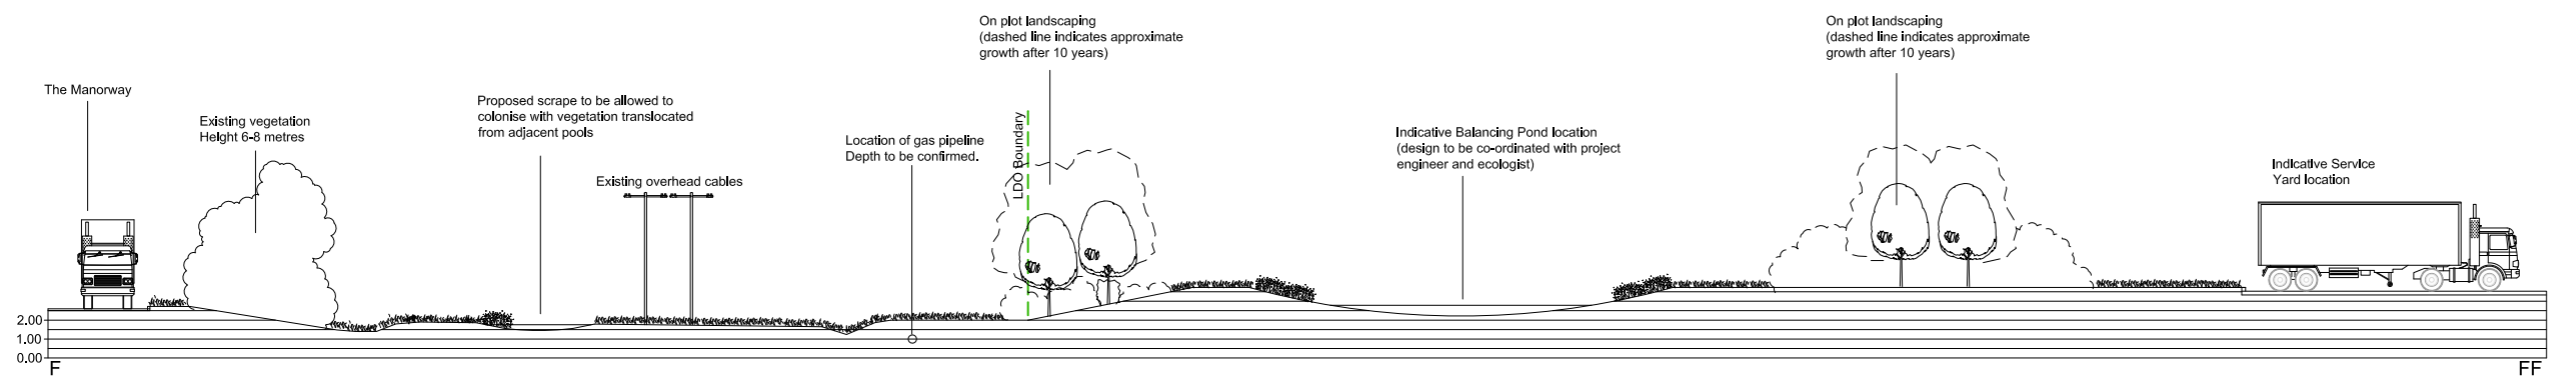 The Manorway
Existing vegetation
Height 6-8 metres
Proposed scrape to be allowed to
colonise with vegetation translocated
from adjacent pools
Existing overhead cables
Location of gas pipeline
Depth to be confirmed.
On plot landscaping
(dashed line indicates approximate
growth after 10 years)
LDO Boundary
Indicative Balancing Pond location
(design to be co-ordinated with project
engineer and ecologist)
On plot landscaping
(dashed line indicates approximate
growth after 10 years)
Indicative Service
Yard location
2.00
1.00
0.00
F
FF